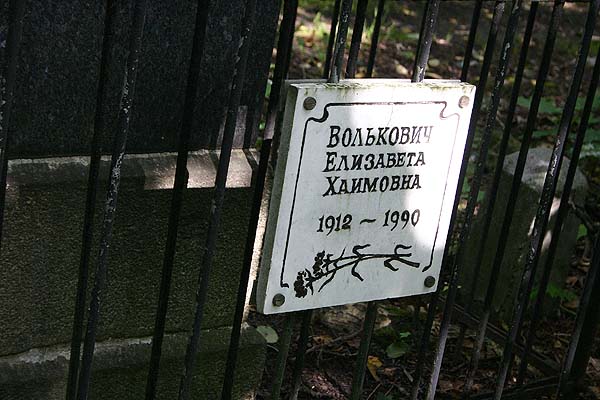 Волькович
Елизавета
Хаимовна
1912 – 1990